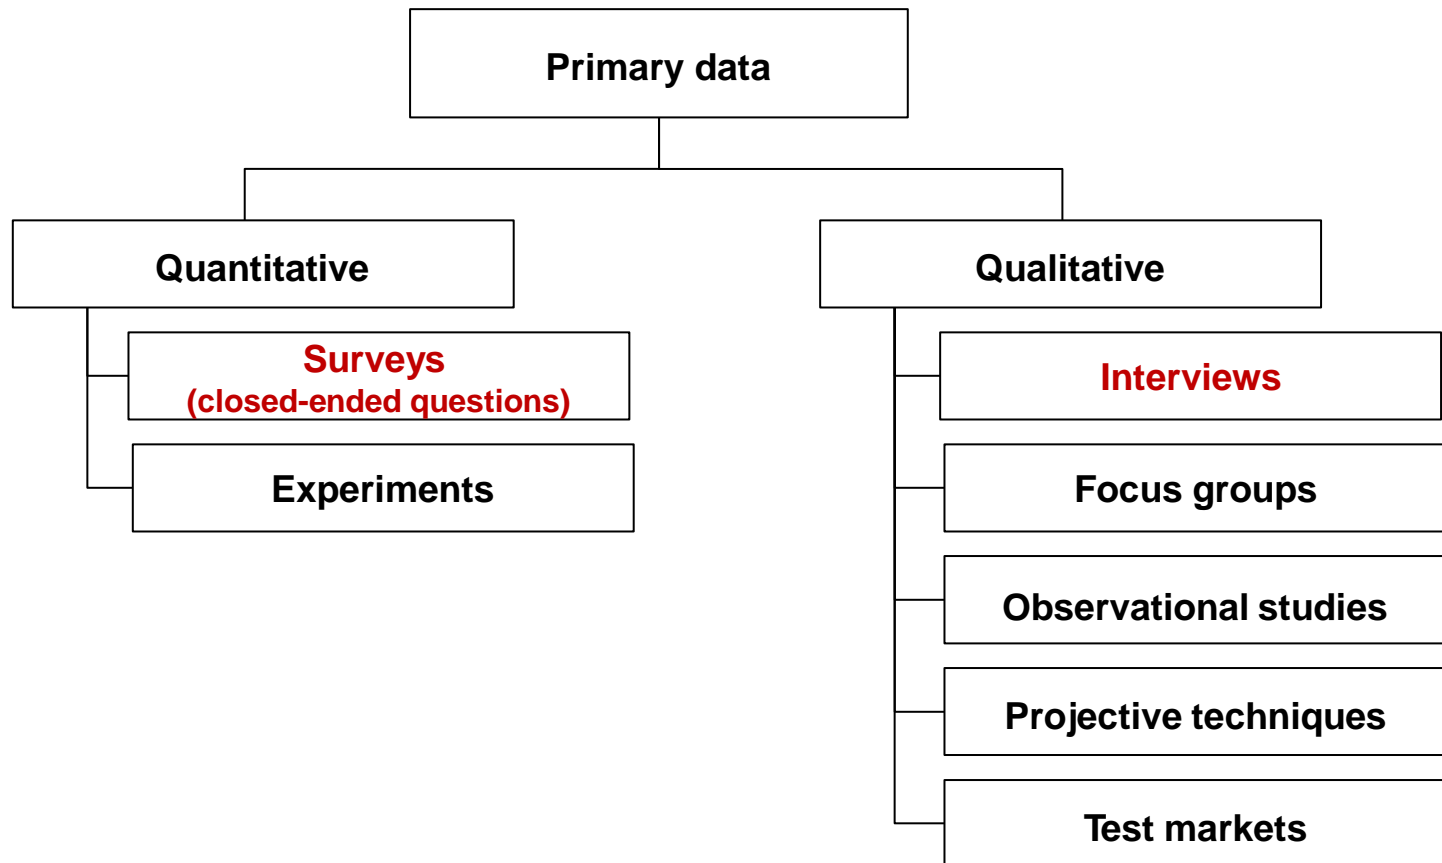 Primary data
Quantitative
Surveys
(closed-ended questions)
Experiments
Qualitative
Interviews
Focus groups
Observational studies
Projective techniques
Test markets